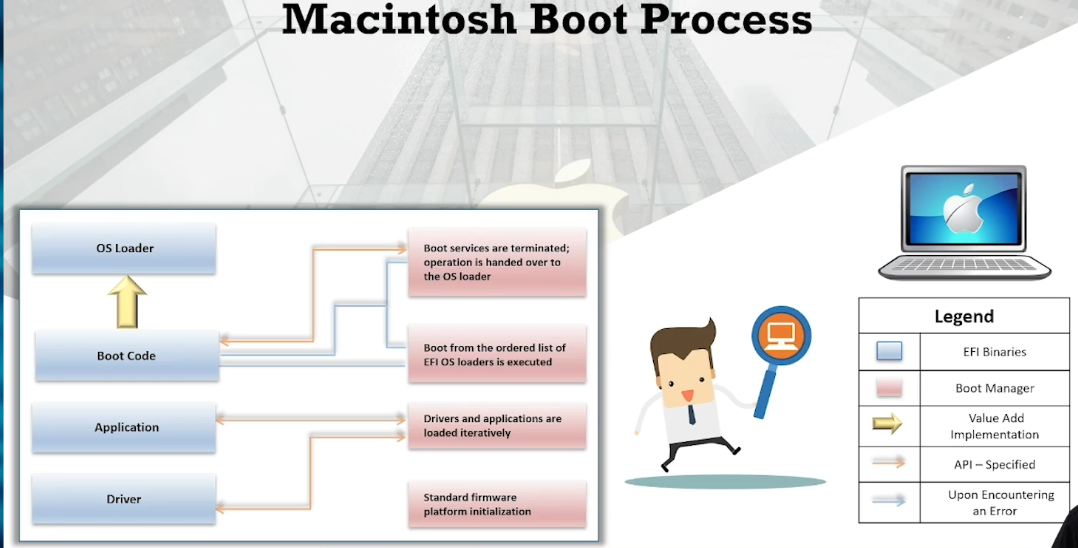 Macintosh Boot Process
OS Loader
Boot Code
Application
Driver
Boot services are terminated;
operation is handed over to
the OS loader
Boot from the ordered list of
EFI OS loaders is executed
Drivers and applications are
loaded iteratively
Standard firmware
platform initialization
Legend
EFI Binaries
Boot Manager
Value Add
Implementation
API – Specified
Upon Encountering
an Error